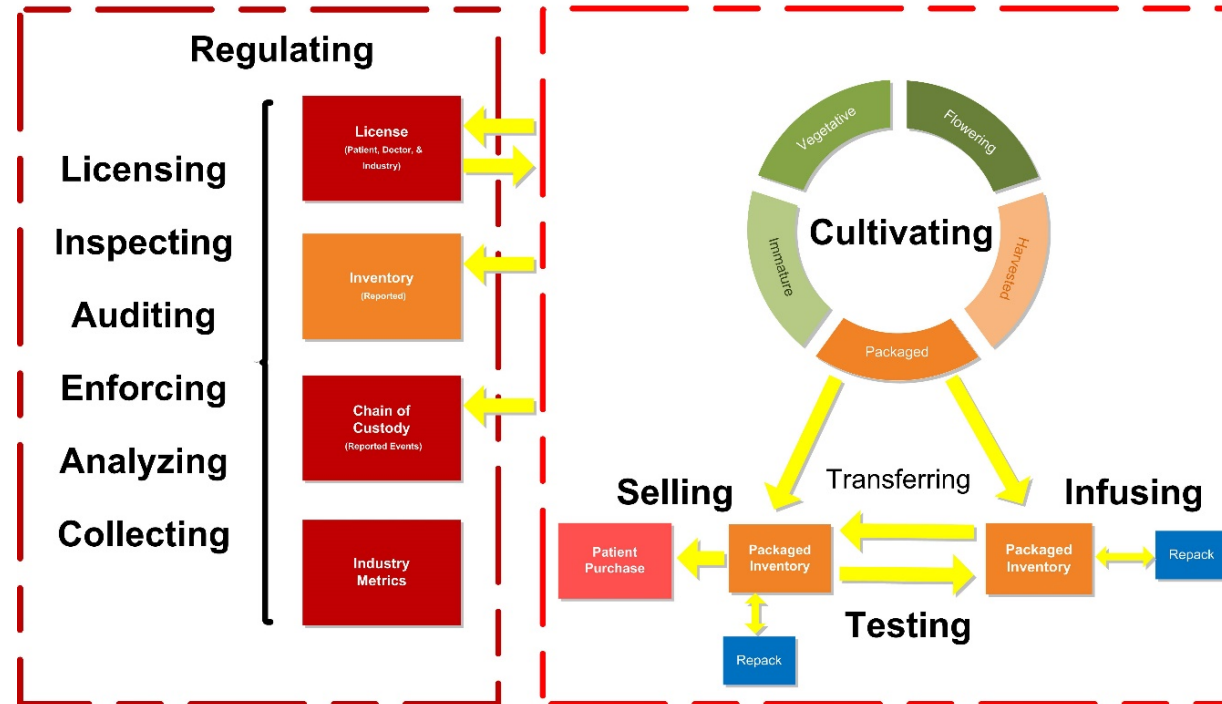 Regulating
Licensing
Inspecting
Auditing
Enforcing
Analyzing
Collecting
License
(Patient, Doctor, &
Industry)
Inventory
(Reported)
Chain of
Custody
(Reported Events)
Industry
Metrics
Vegetative
Flowering
Immature
Cultivating
Harvested
Packaged
Selling
Transferring
Infusing
Patient
Purchase
Packaged
Inventory
Packaged
Inventory
Repack
Testing
Repack